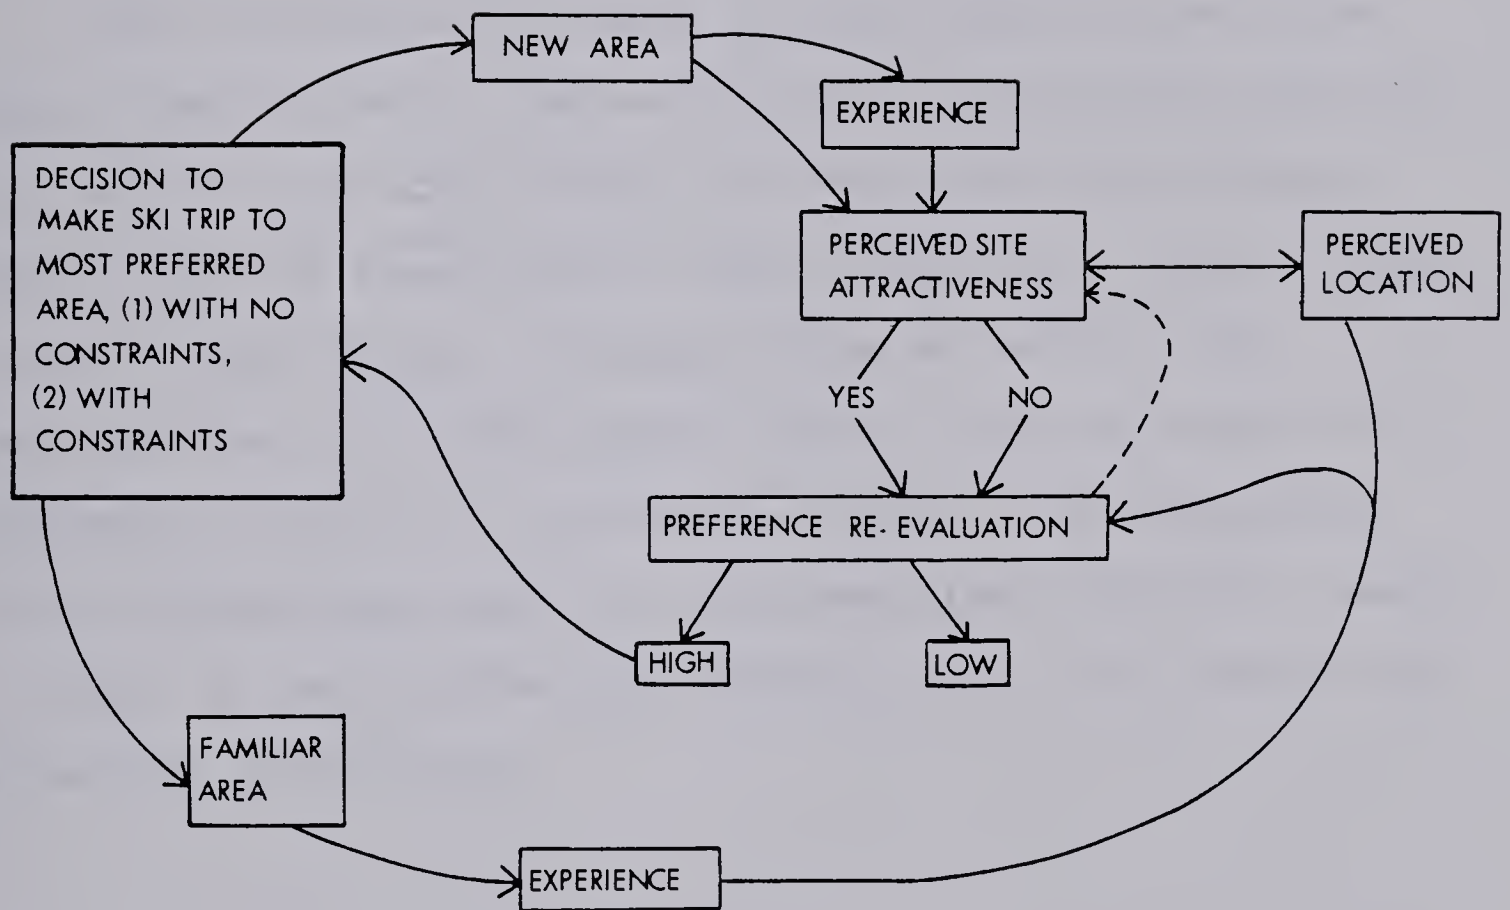 NEW AREA
EXPERIENCE
DECISION TO
MAKE SKI TRIP TO
MOST PREFERRED
AREA, (1) WITH NO
CONSTRAINTS,
(2) WITH
CONSTRAINTS
PERCEIVED SITE
ATTRACTIVENESS
PERCEIVED
LOCATION
YES
NO
PREFERENCE RE-EVALUATION
HIGH
LOW
FAMILIAR
AREA
EXPERIENCE